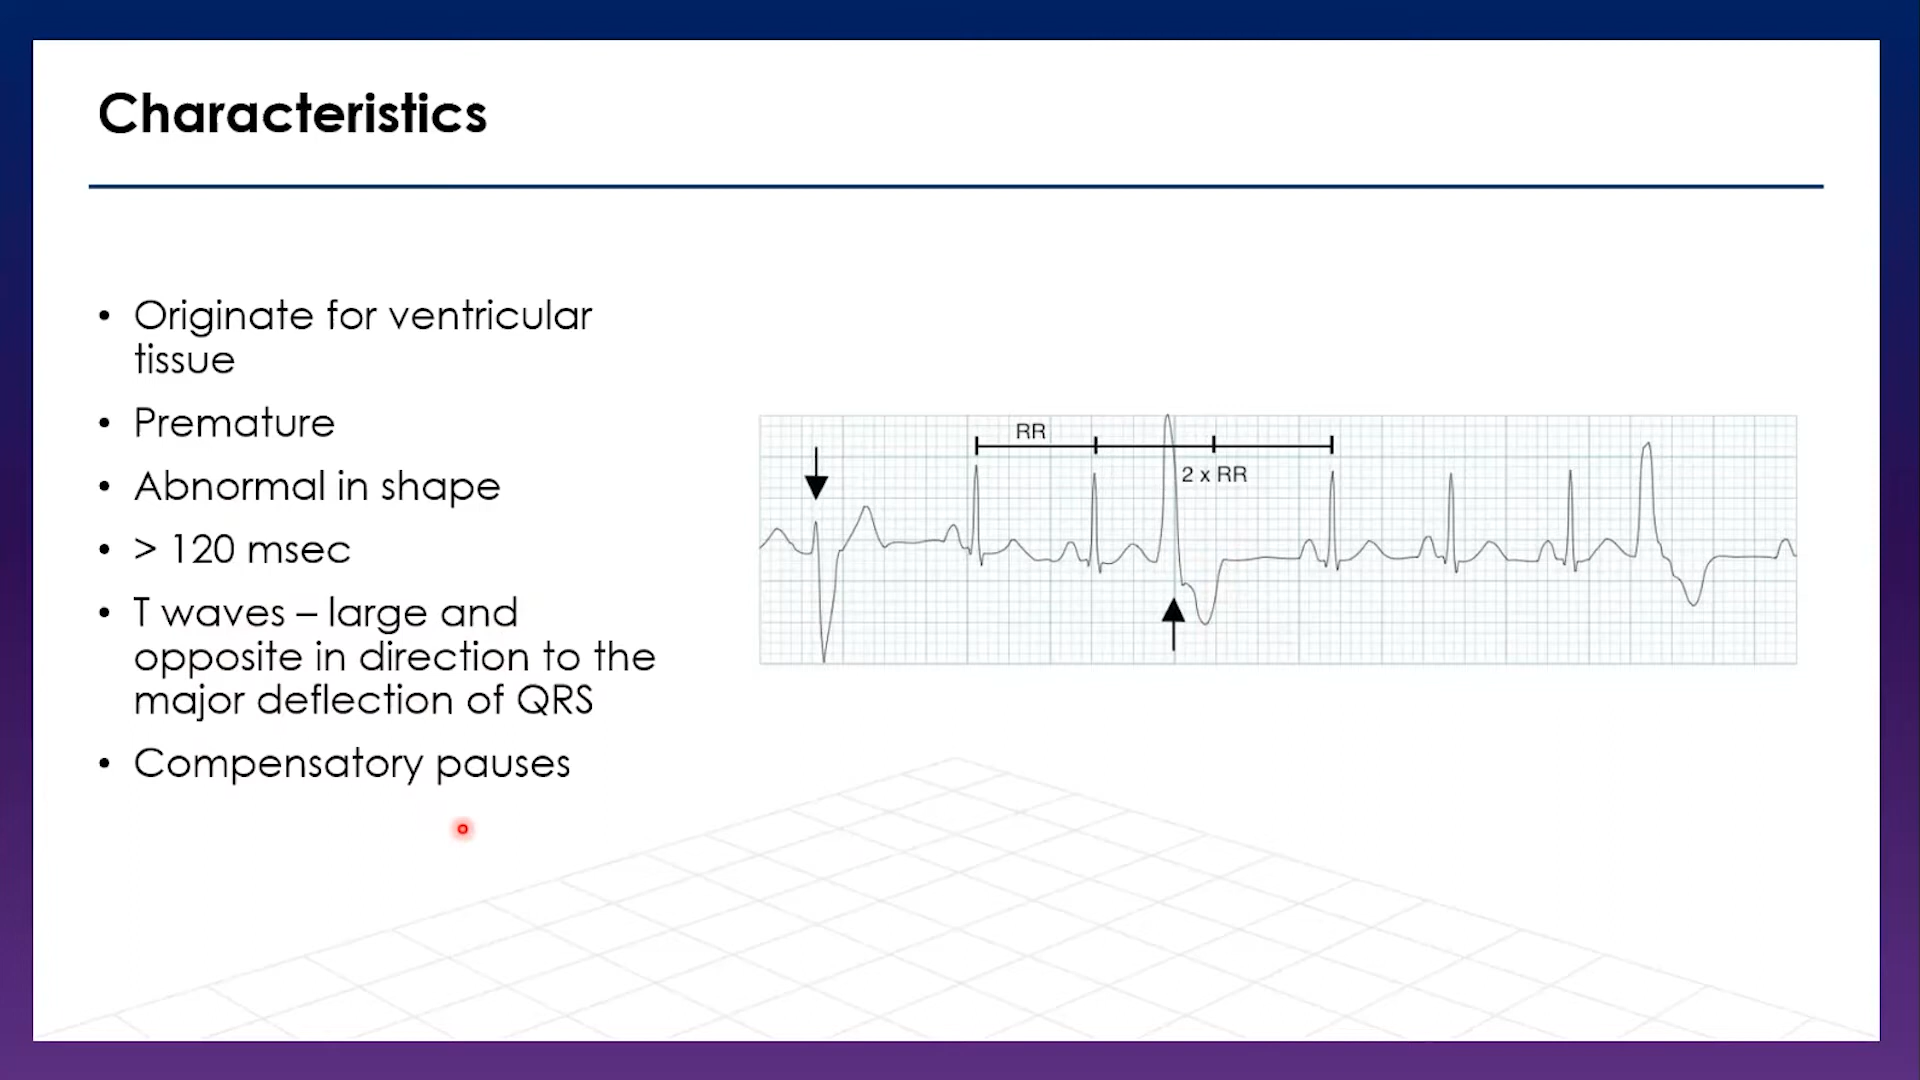 Characteristics
• Originate for ventricular
tissue
• Premature
• Abnormal in shape
• > 120 msec
• T waves – large and
opposite in direction to the
major deflection of QRS
• Compensatory pauses
RR
2 x RR